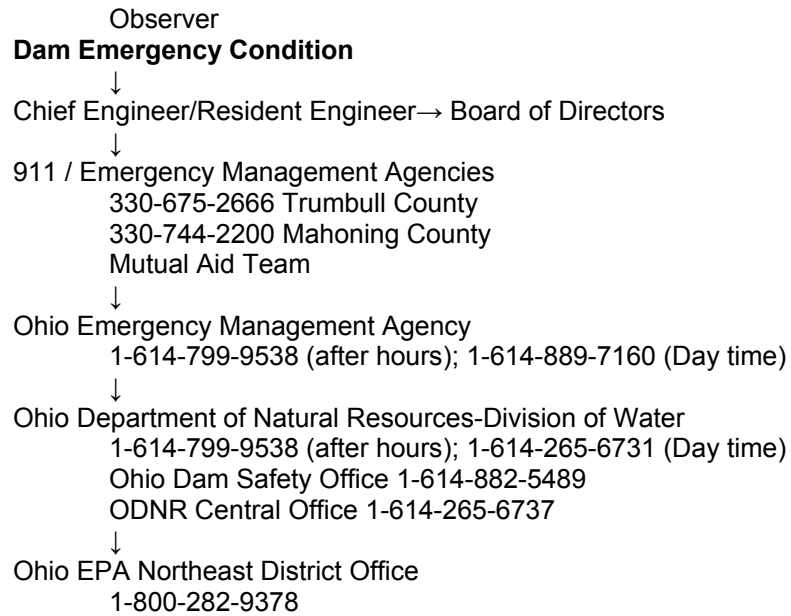 Observer
Dam Emergency Condition
↓
Chief Engineer/Resident Engineer→ Board of Directors
↓
911 / Emergency Management Agencies
330-675-2666 Trumbull County
330-744-2200 Mahoning County
Mutual Aid Team
↓
Ohio Emergency Management Agency
1-614-799-9538 (after hours); 1-614-889-7160 (Day time)
↓
Ohio Department of Natural Resources-Division of Water
1-614-799-9538 (after hours); 1-614-265-6731 (Day time)
Ohio Dam Safety Office 1-614-882-5489
ODNR Central Office 1-614-265-6737
↓
Ohio EPA Northeast District Office
1-800-282-9378